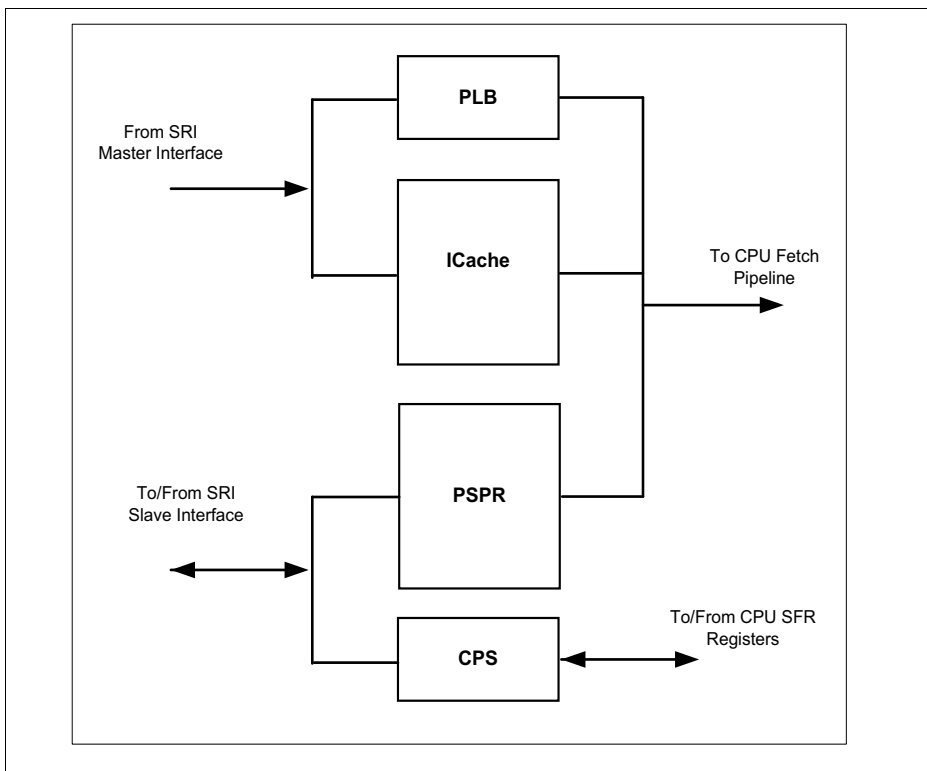 PLB
From SRI
Master Interface
ICache
To CPU Fetch
Pipeline
PSPR
To/From SRI
Slave Interface
To/From CPU SFR
Registers
CPS